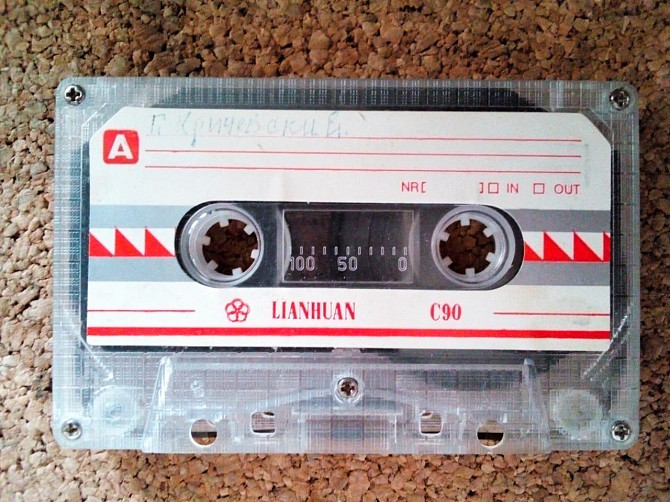 A
Г. Кричевский.
NR[ ] □ IN □ OUT
100 50 0
LIANHUAN C90